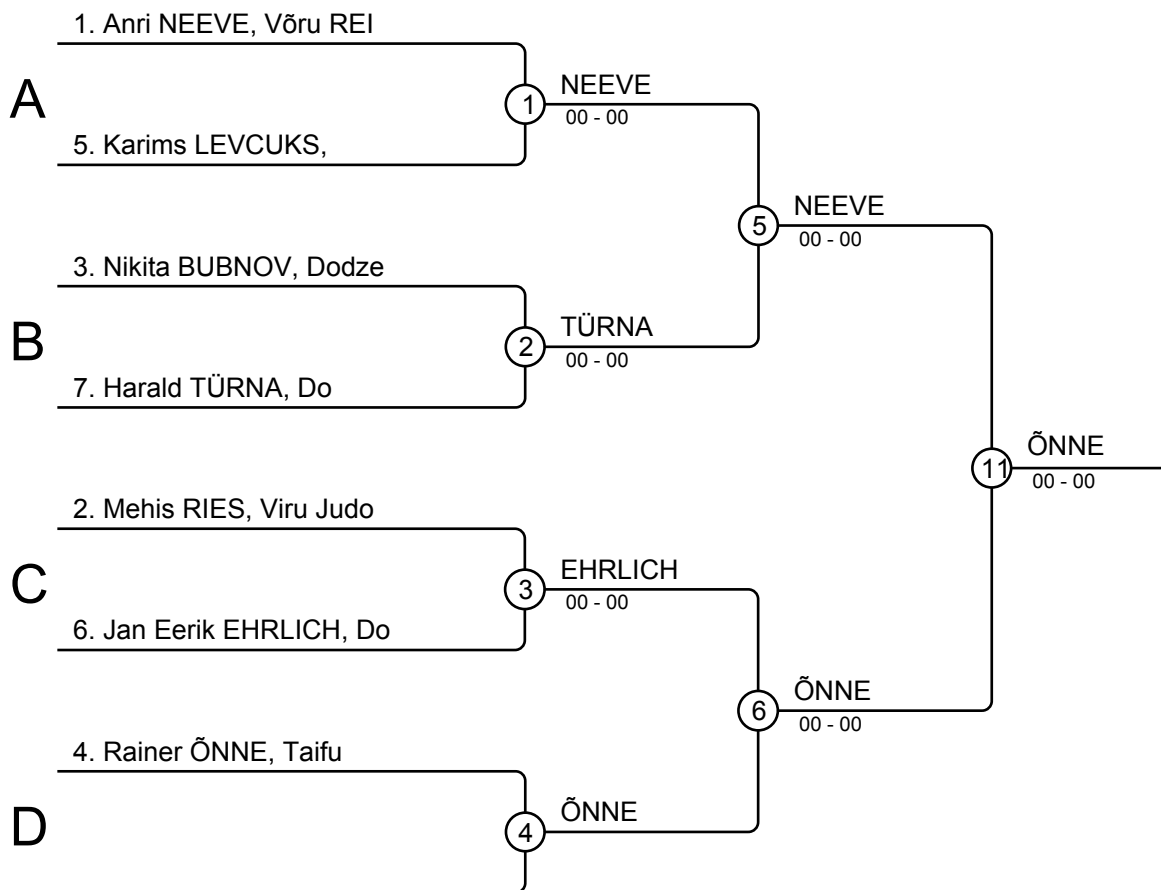 1. Anri NEEVE, Võru REI
A
1
NEEVE
00 - 00
5. Karims LEVCUKS,
5
NEEVE
00 - 00
3. Nikita BUBNOV, Dodze
B
2
TÜRNA
00 - 00
7. Harald TÜRNA, Do
11
ÕNNE
00 - 00
2. Mehis RIES, Viru Judo
C
3
EHRLICH
00 - 00
6. Jan Eerik EHRLICH, Do
6
ÕNNE
00 - 00
4. Rainer ÕNNE, Taifu
D
4
ÕNNE